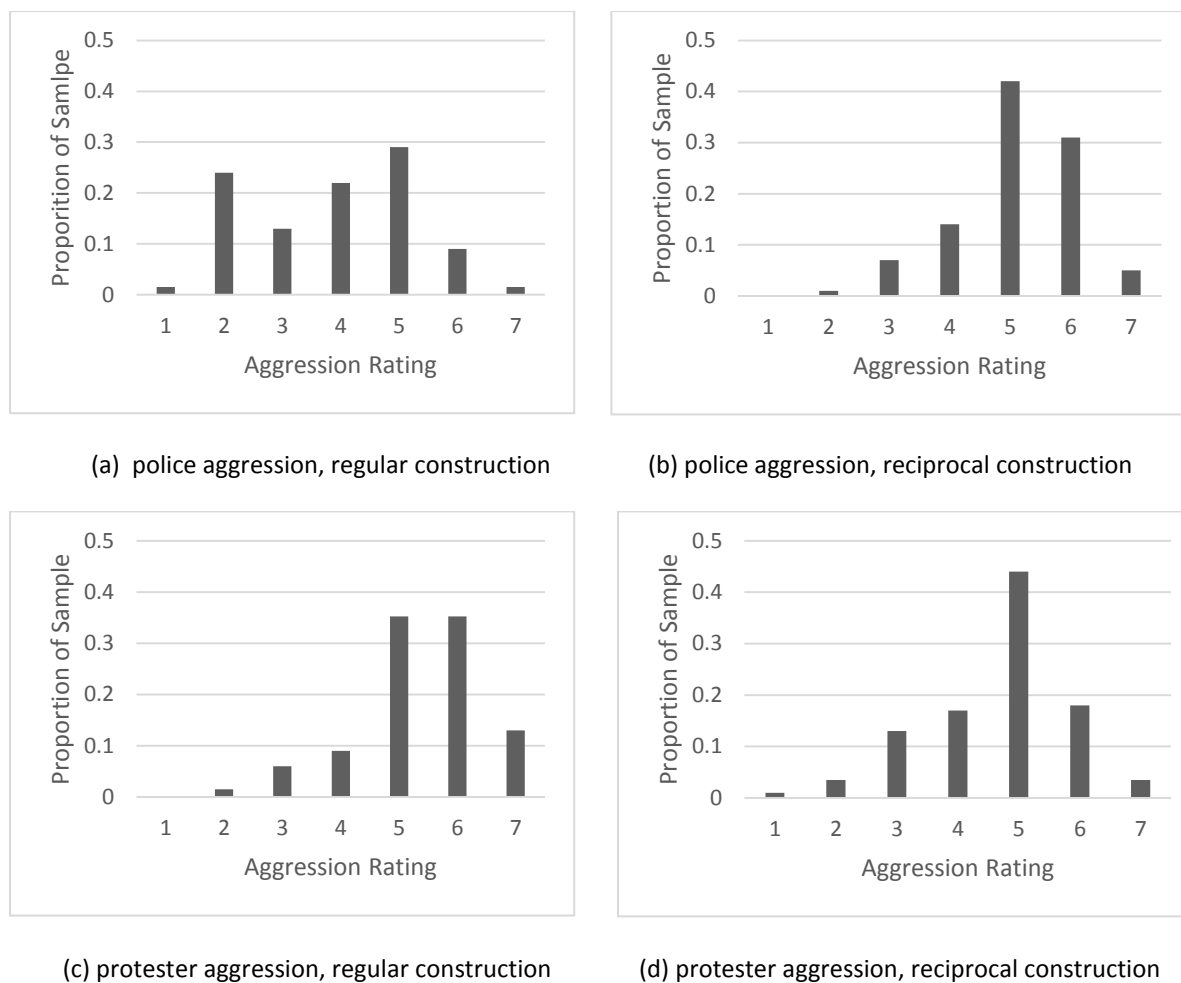 Proporition of Samlpe
0.5
0.4
0.3
0.2
0.1
0
1 2 3 4 5 6 7
Aggression Rating
(a) police aggression, regular construction
Proportion of Sample
0.5
0.4
0.3
0.2
0.1
0
1 2 3 4 5 6 7
Aggression Rating
(b) police aggression, reciprocal construction
Proportion of Sample
0.5
0.4
0.3
0.2
0.1
0
1 2 3 4 5 6 7
Aggression Rating
(c) protester aggression, regular construction
Proportion of Sample
0.5
0.4
0.3
0.2
0.1
0
1 2 3 4 5 6 7
Aggression Rating
(d) protester aggression, reciprocal construction